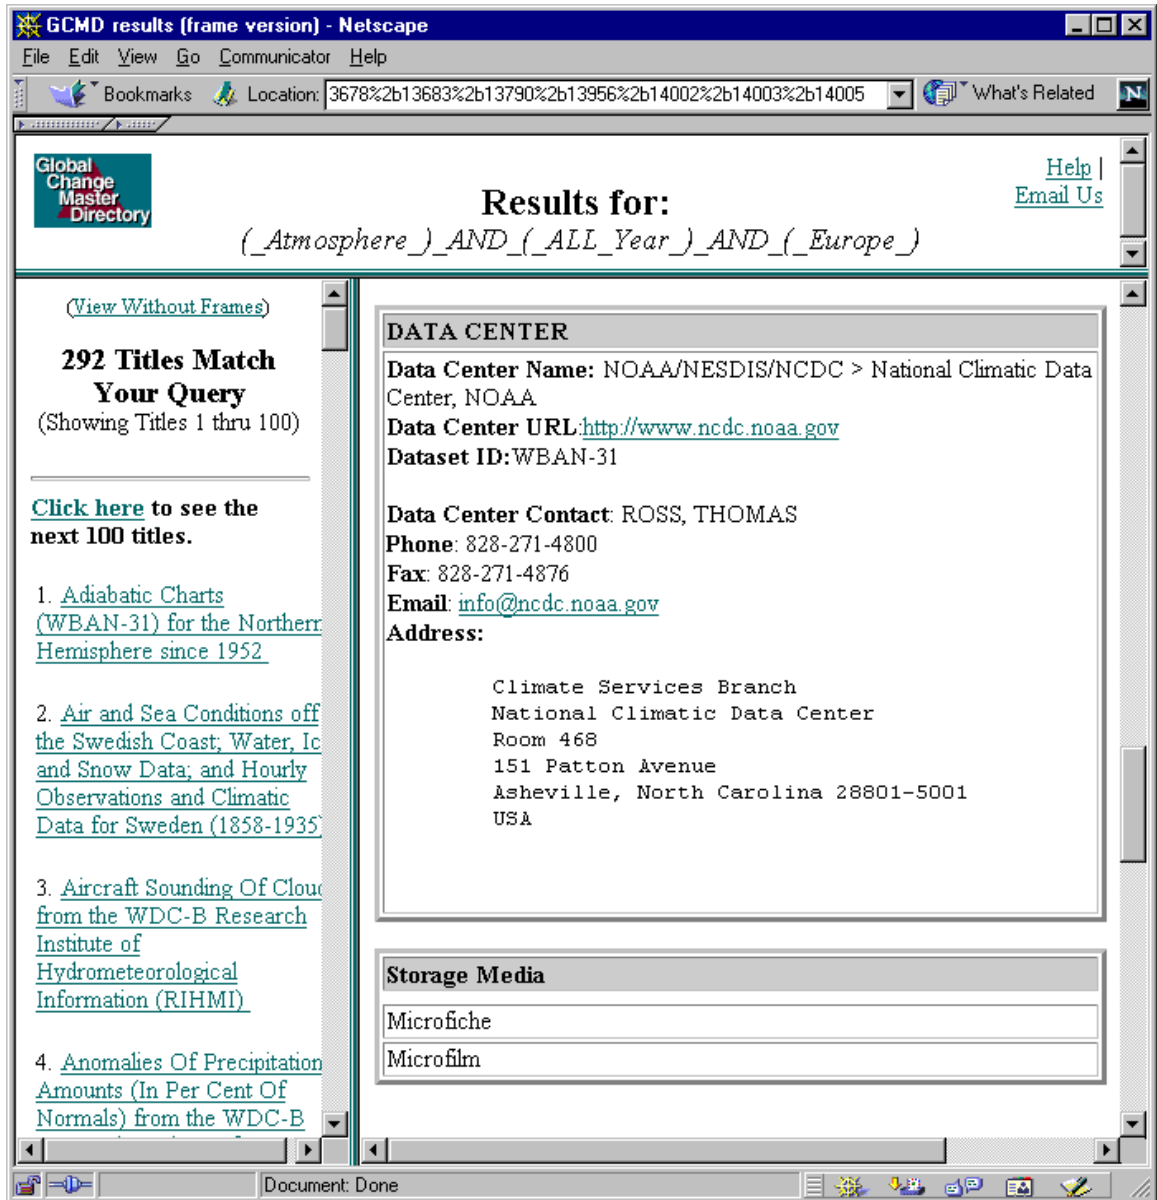 GCMD results (frame version) - Netscape
File Edit View Go Communicator Help
Bookmarks Location: 3678%2b13683%2b13790%2b13956%2b14002%2b14003%2b14005 What's Related N
Global
Change
Master
Directory
Help |
Email Us
Results for:
(_Atmosphere_)_AND_(_ALL_Year_)_AND_(_Europe_)
(View Without Frames)
292 Titles Match
Your Query
(Showing Titles 1 thru 100)
Click here to see the
next 100 titles.
1. Adiabatic Charts
(WBAN-31) for the Northern
Hemisphere since 1952
2. Air and Sea Conditions off
the Swedish Coast; Water, Ic
and Snow Data; and Hourly
Observations and Climatic
Data for Sweden (1858-1935)
3. Aircraft Sounding Of Clou
from the WDC-B Research
Institute of
Hydrometeorological
Information (RIHMI)
4. Anomalies Of Precipitation
Amounts (In Per Cent Of
Normals) from the WDC-B
DATA CENTER
Data Center Name: NOAA/NESDIS/NCDC > National Climatic Data
Center, NOAA
Data Center URL:http://www.ncdc.noaa.gov
Dataset ID:WBAN-31
Data Center Contact: ROSS, THOMAS
Phone: 828-271-4800
Fax: 828-271-4876
Email: info@ncdc.noaa.gov
Address:
Climate Services Branch
National Climatic Data Center
Room 468
151 Patton Avenue
Asheville, North Carolina 28801-5001
USA
Storage Media
Microfiche
Microfilm
Document: Done